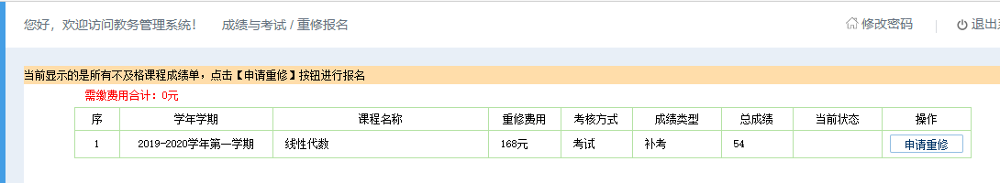 您好，欢迎访问教务管理系统！ 成绩与考试 / 重修报名 修改密码 退出
当前显示的是所有不及格课程成绩单，点击【申请重修】按钮进行报名
需缴费用合计：0元
序 学年学期 课程名称 重修费用 考核方式 成绩类型 总成绩 当前状态 操作
1 2019-2020学年第一学期 线性代数 168元 考试 补考 54 申请重修